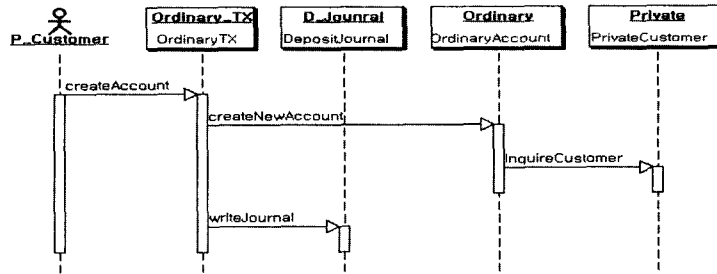 P_Customer
Ordinary_TX
OrdinaryTX
D_Jounral
DepositJournal
Ordinary
OrdinaryAccount
Private
PrivateCustomer
createAccount
createNewAccount
InquireCustomer
writeJournal